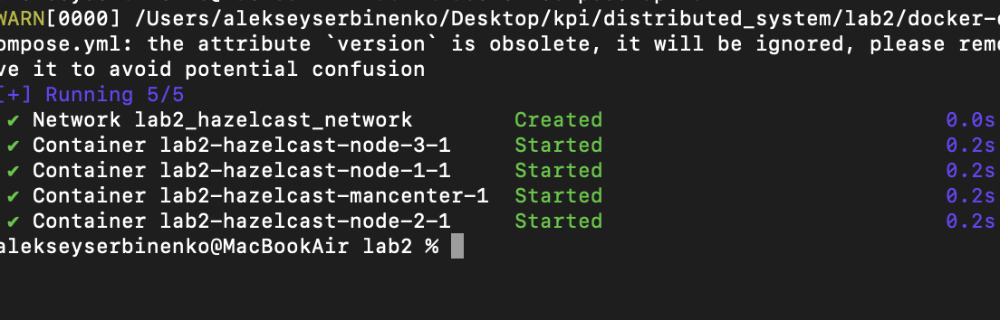 WARN[0000] /Users/alekseyserbinenko/Desktop/kpi/distributed_system/lab2/docker-c
ompose.yml: the attribute `version` is obsolete, it will be ignored, please remo
ve it to avoid potential confusion
[+] Running 5/5
✔ Network lab2_hazelcast_network Created 0.0s
✔ Container lab2-hazelcast-node-3-1 Started 0.2s
✔ Container lab2-hazelcast-node-1-1 Started 0.2s
✔ Container lab2-hazelcast-mancenter-1 Started 0.2s
✔ Container lab2-hazelcast-node-2-1 Started 0.2s
alekseyserbinenko@MacBookAir lab2 %